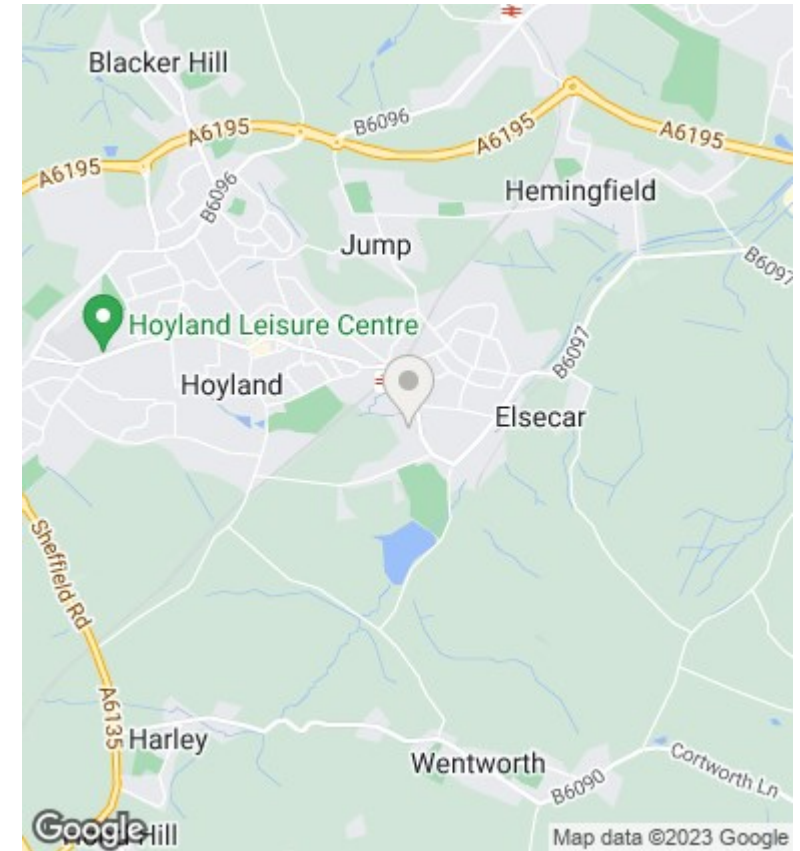 Blacker Hill
B6096
A6195
A6195
A6195
A6195
B6096
Hemingfield
Jump
B6097
Hoyland Leisure Centre
B6097
Hoyland
Elsecar
Sheffield Rd
A6135
Harley
Wentworth
Cortworth Ln
B6090
Google
Hill
Map data ©2023 Google